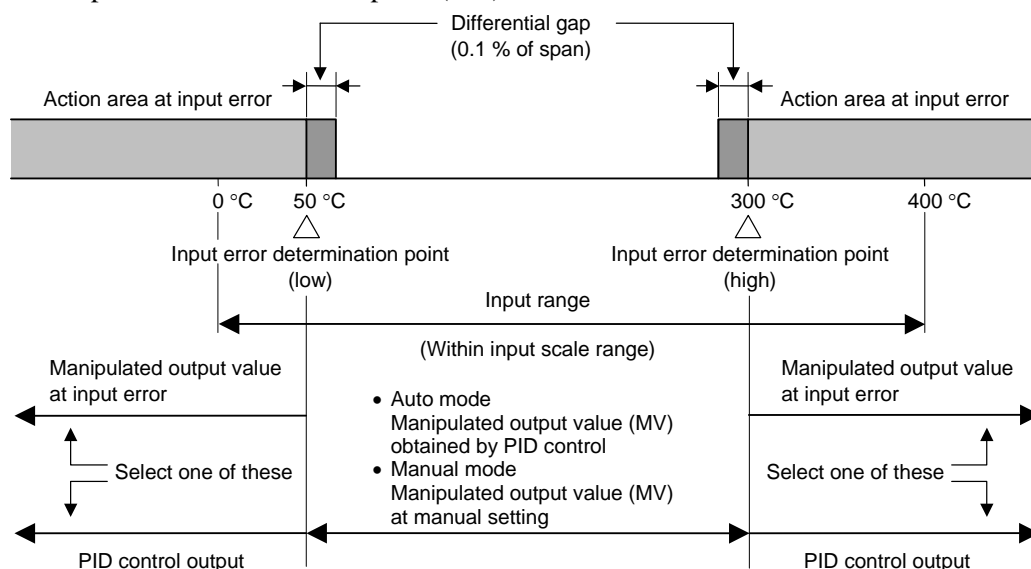 Differential gap
(0.1 % of span)
Action area at input error
Action area at input error
0 °C
50 °C
300 °C
400 °C
Input error determination point
(low)
Input error determination point
(high)
Input range
(Within input scale range)
Manipulated output value
at input error
Manipulated output value
at input error
• Auto mode
Manipulated output value (MV)
obtained by PID control
• Manual mode
Manipulated output value (MV)
at manual setting
Select one of these
Select one of these
PID control output
PID control output